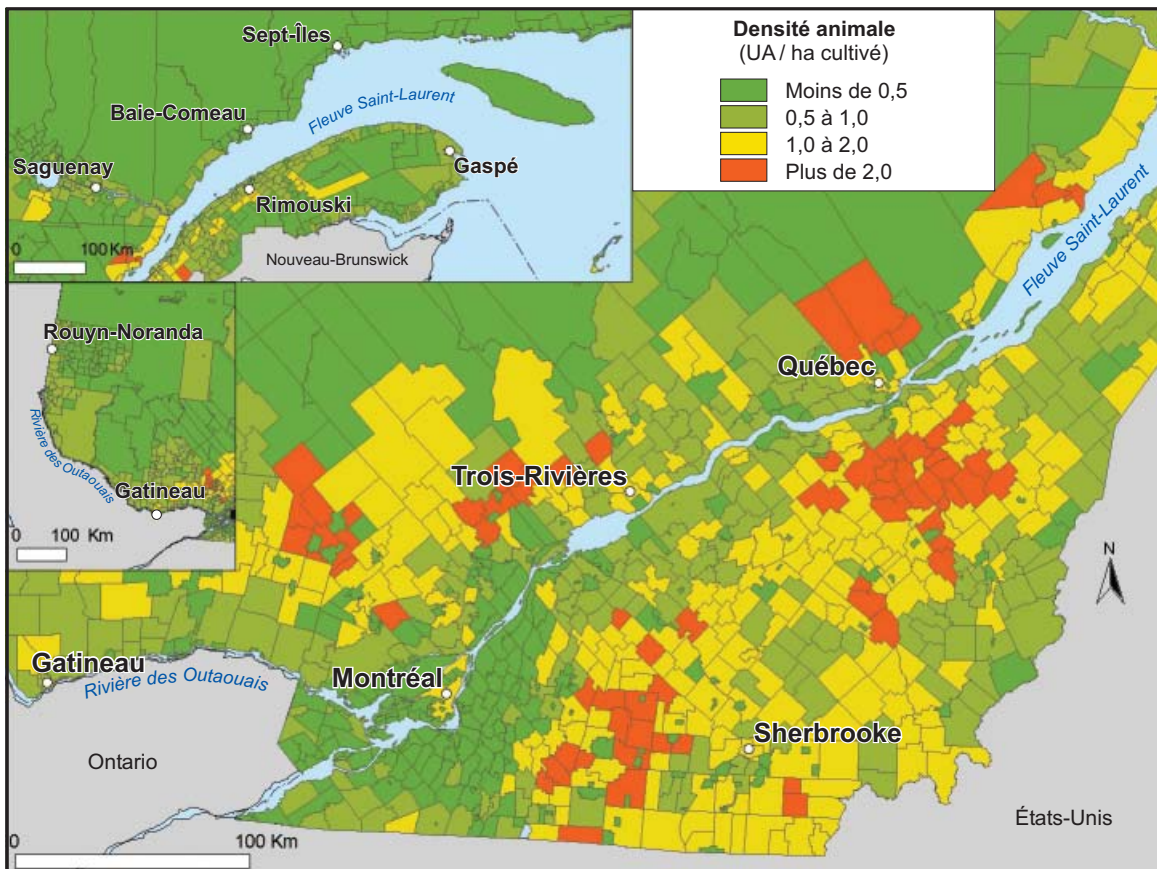 Densité animale
(UA / ha cultivé)
Moins de 0,5
0,5 à 1,0
1,0 à 2,0
Plus de 2,0
Sept-Îles
Baie-Comeau
Fleuve Saint-Laurent
Saguenay
Gaspé
Rimouski
0
100 Km
Nouveau-Brunswick
Rouyn-Noranda
Rivière des Outaouais
Gatineau
0
100 Km
Fleuve Saint-Laurent
Québec
Trois-Rivières
N
Gatineau
Rivière des Outaouais
Montréal
Sherbrooke
Ontario
États-Unis
0
100 Km